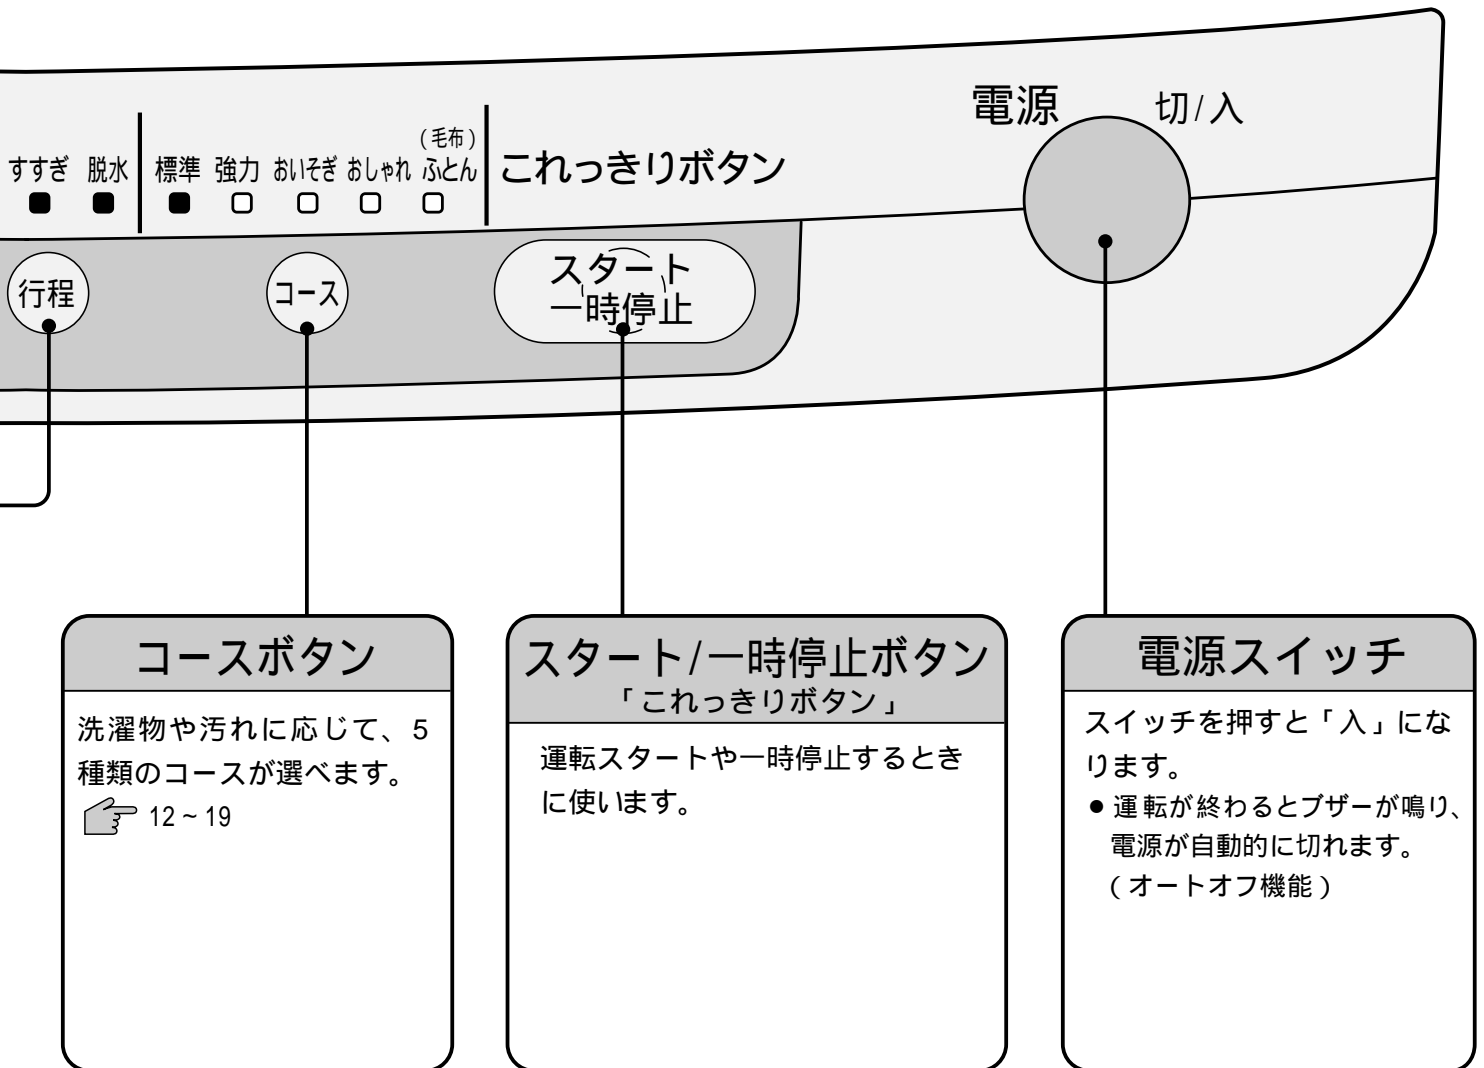 電源 切/入
(毛布)
すすぎ 脱水 標準 強力 おいそぎ おしゃれ ふとん これっきりボタン
行程 コース スタート
一時停止
コースボタン
洗濯物や汚れに応じて、5
種類のコースが選べます。
12~19
スタート/一時停止ボタン
「これっきりボタン」
運転スタートや一時停止するとき
に使います。
電源スイッチ
スイッチを押すと「入」にな
ります。
● 運転が終わるとブザーが鳴り、
電源が自動的に切れます。
(オートオフ機能)